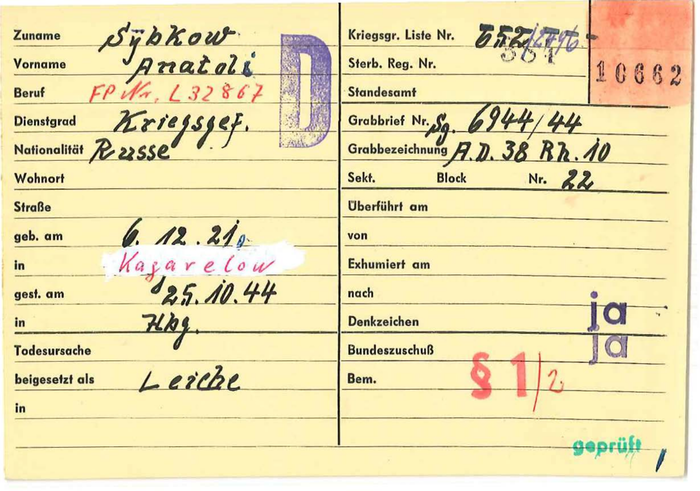 Zuname Sybkow
Vorname Anatoli
Beruf FP Nr. L 32867
Dienstgrad Kriegsgef.
Nationalität Russe
Wohnort
Straße
geb. am 6.12.21.
in Kagarelow
gest. am 25.10.44
in Hbg.
Todesursache
beigesetzt als Leiche
in
D
Kriegsgr. Liste Nr.
Sterb. Reg. Nr.
Standesamt
10662
Grabbrief Nr. Sg. 6944/44
Grabbezeichnung A.D. 38 Rh. 10
Sekt. Block Nr. 22
Überführt am
von
Exhumiert am
nach
Denkzeichen ja
Bundeszuschuß ja
Bem. § 1/2
geprüft